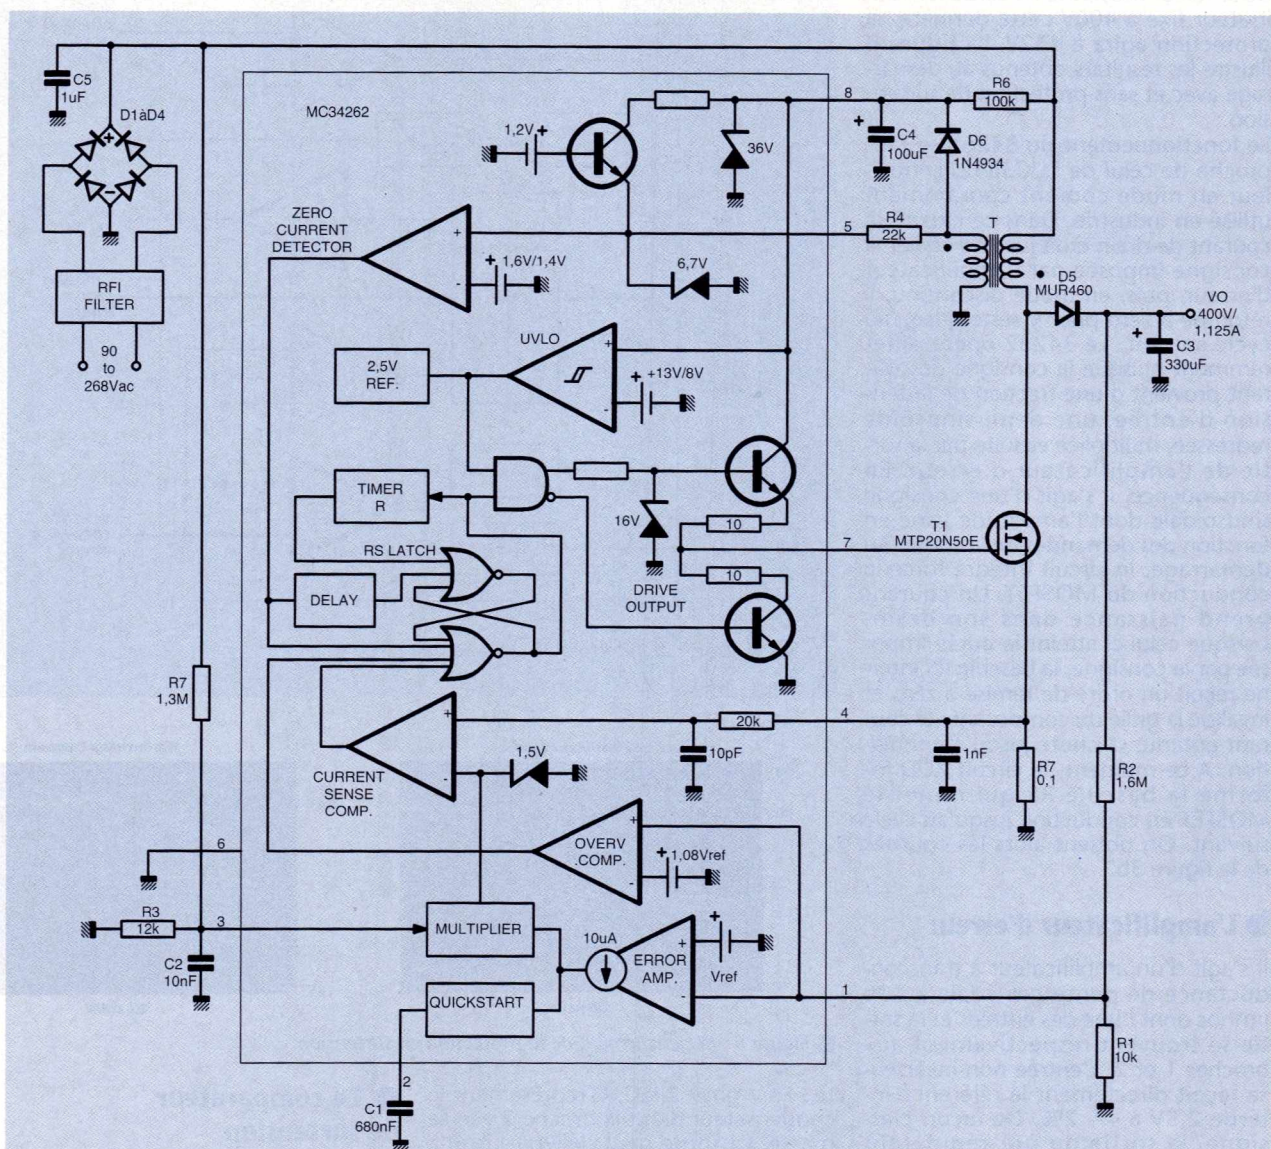 C5
1uF
D1àD4
RFI
FILTER
90
to
268Vac
MC34262
1,2V
36V
8
R6
100k
C4
100uF
D6
1N4934
ZERO
CURRENT
DETECTOR
+
-
1,6V/1,4V
6,7V
5
R4
22k
T
D5
MUR460
VO
400V/
1,125A
C3
330uF
UVLO
+
-
+13V/8V
2,5V
REF.
TIMER
R
16V
10
10
DRIVE
OUTPUT
7
T1
MTP20N50E
RS LATCH
DELAY
R7
1,3M
CURRENT
SENSE
COMP.
+
-
1,5V
10pF
20k
4
1nF
R7
0,1
R2
1,6M
6
OVERV
.COMP.
+
-
1,08Vref
R3
12k
3
C2
10nF
MULTIPLIER
10uA
ERROR
AMP.
+
-
Vref
1
QUICKSTART
2
C1
680nF
R1
10k